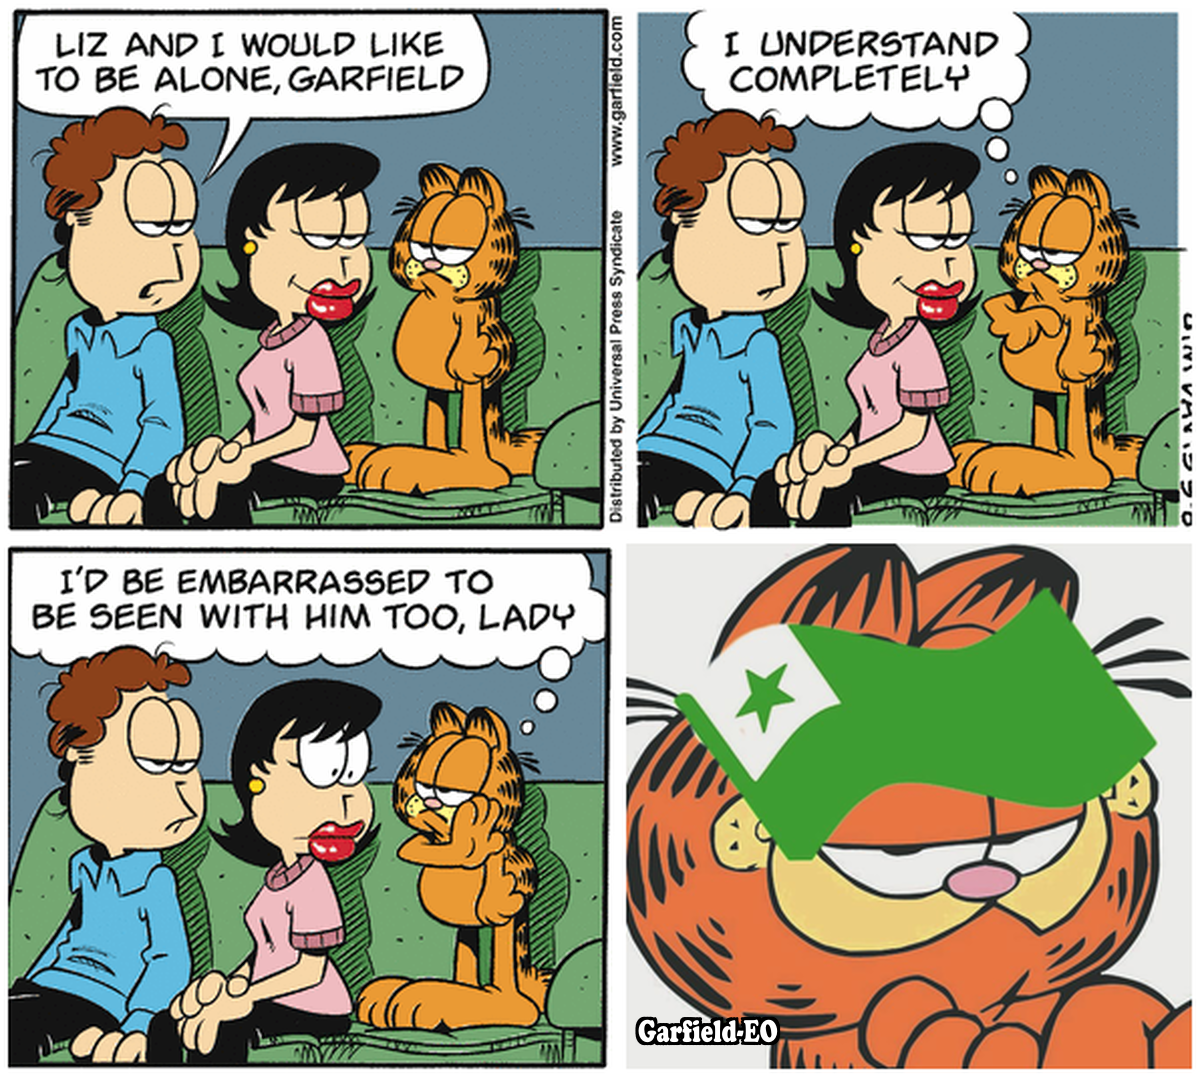 LIZ AND I WOULD LIKE
TO BE ALONE, GARFIELD
www.garfield.com
Distributed by Universal Press Syndicate
I UNDERSTAND
COMPLETELY
I'D BE EMBARRASSED TO
BE SEEN WITH HIM TOO, LADY
Garfield-EO